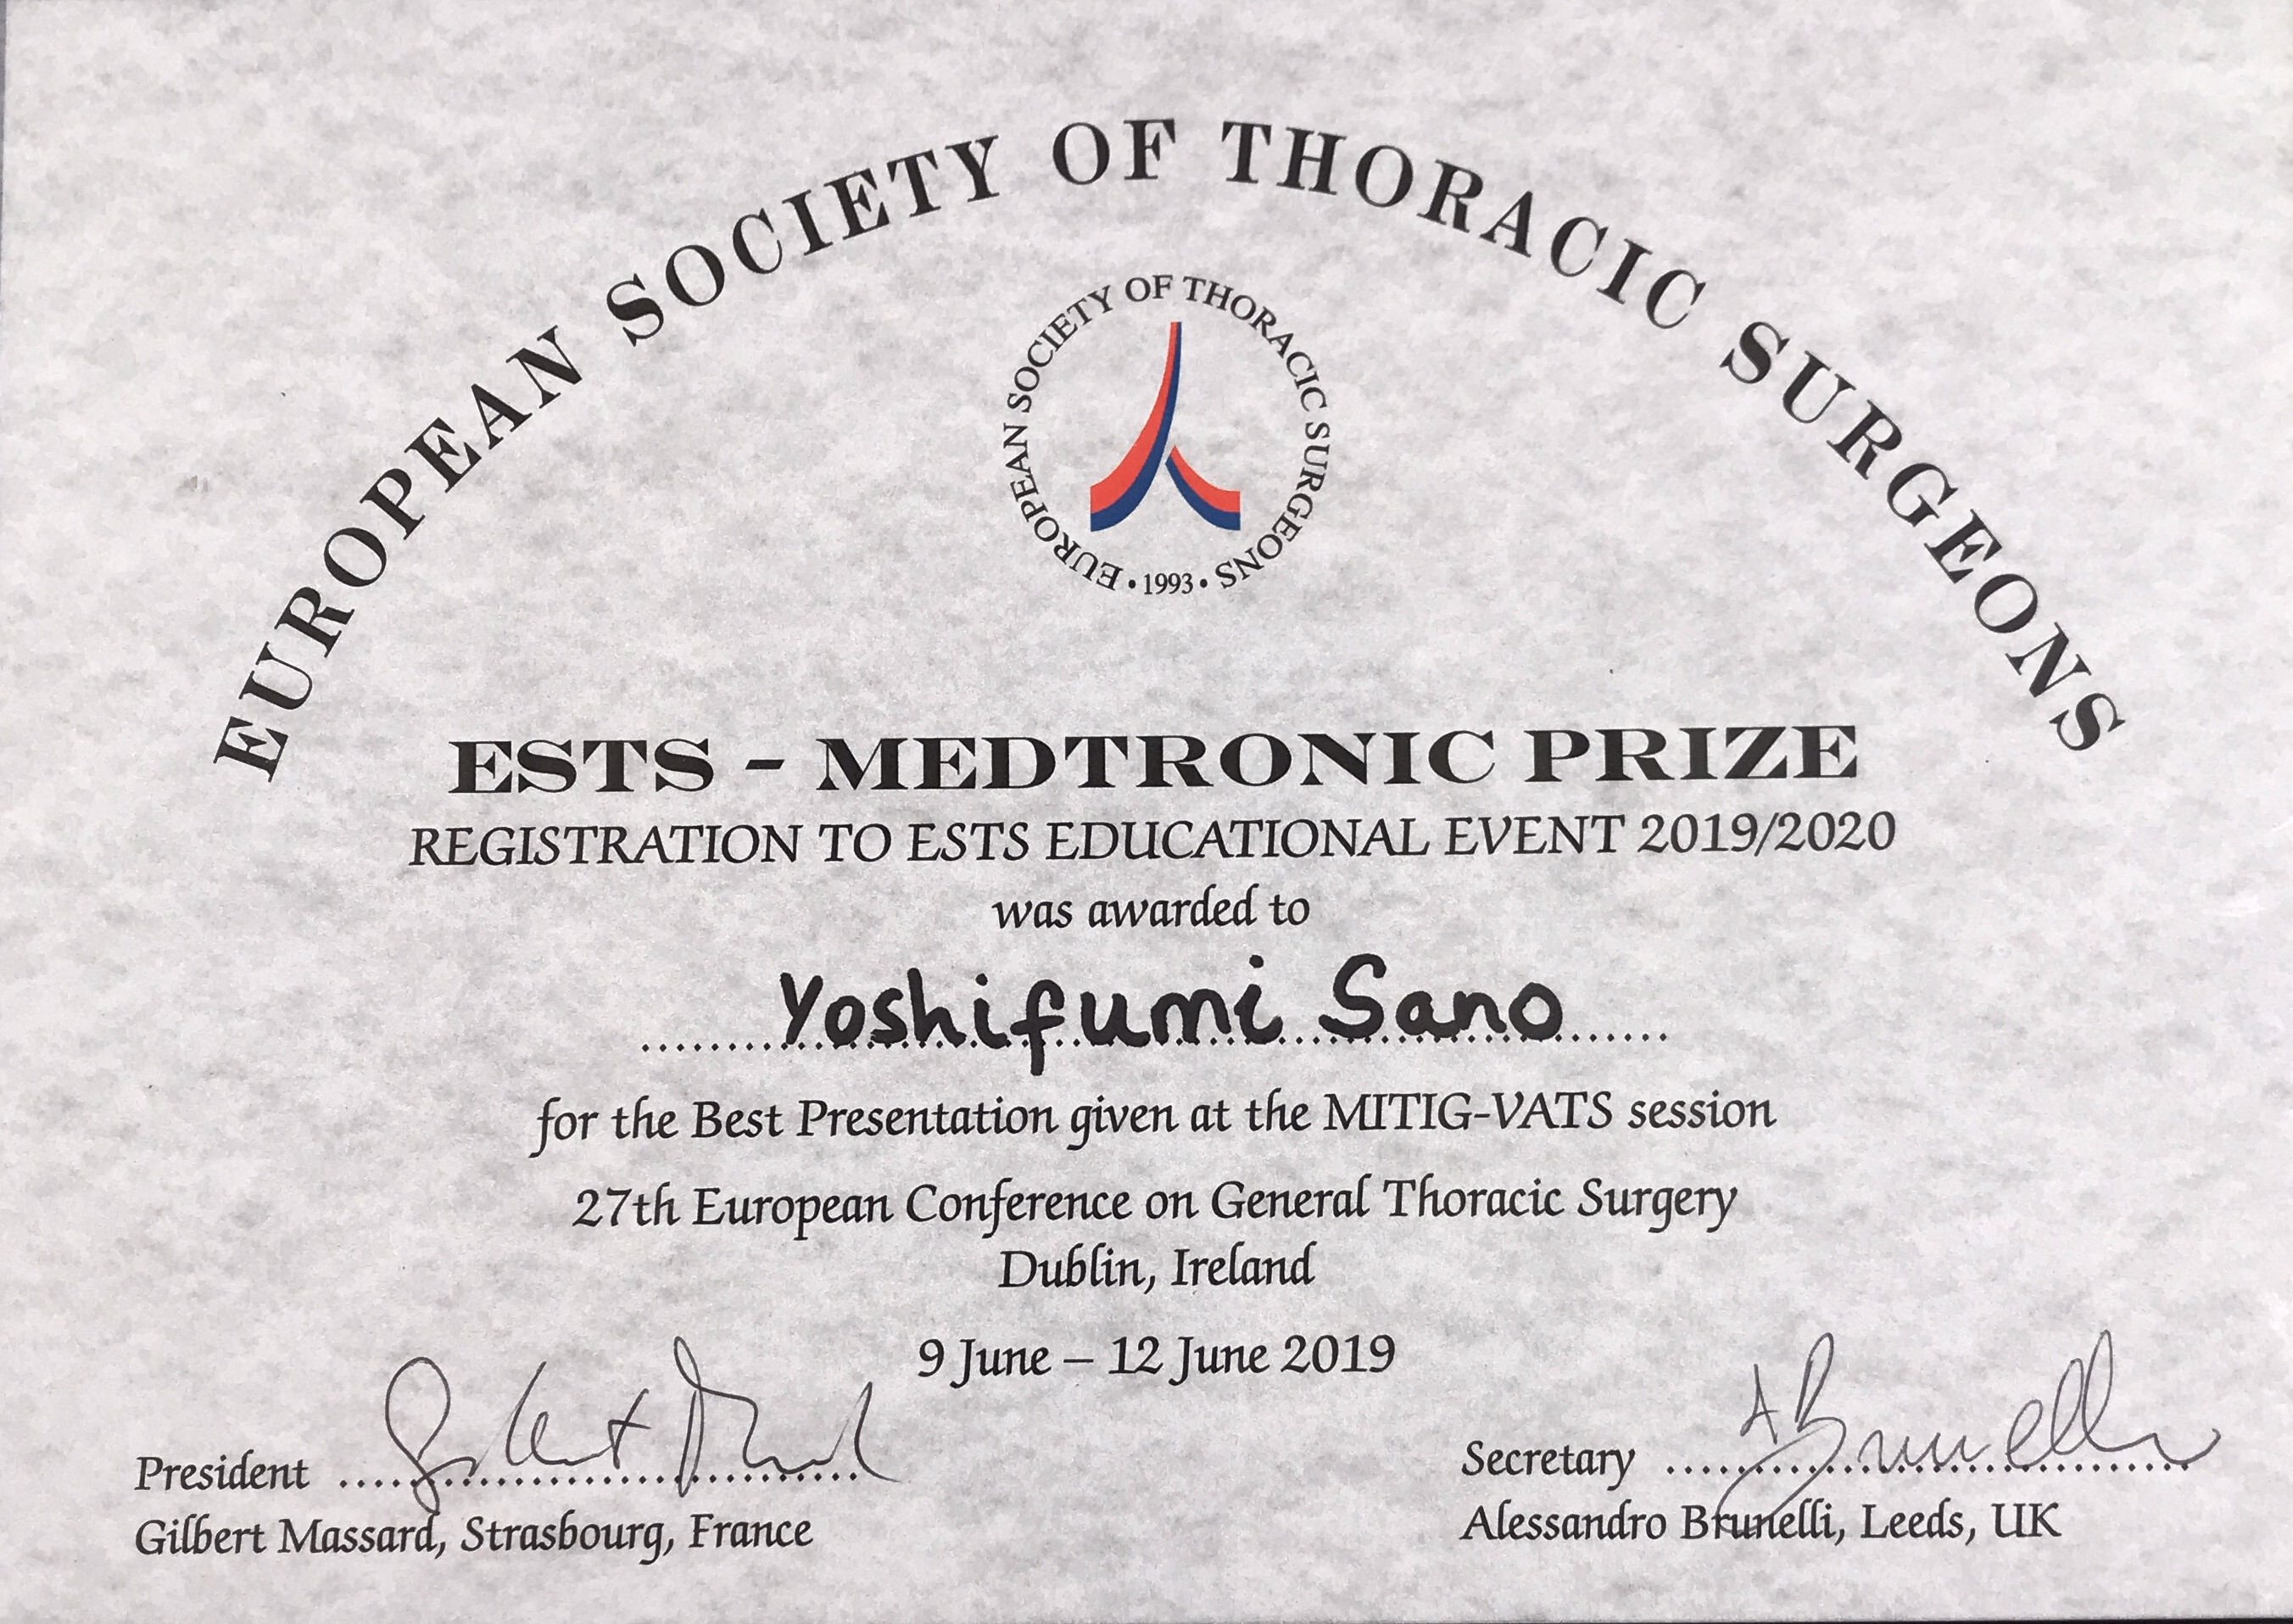 EUROPEAN SOCIETY OF THORACIC SURGEONS
EUROPEAN SOCIETY OF THORACIC SURGEONS
• 1993 •
ESTS - MEDTRONIC PRIZE
REGISTRATION TO ESTS EDUCATIONAL EVENT 2019/2020
was awarded to
Yoshifumi Sano
for the Best Presentation given at the MITIG-VATS session
27th European Conference on General Thoracic Surgery
Dublin, Ireland
9 June – 12 June 2019
President
Gilbert Massard, Strasbourg, France
Secretary
ABrunelli
Alessandro Brunelli, Leeds, UK